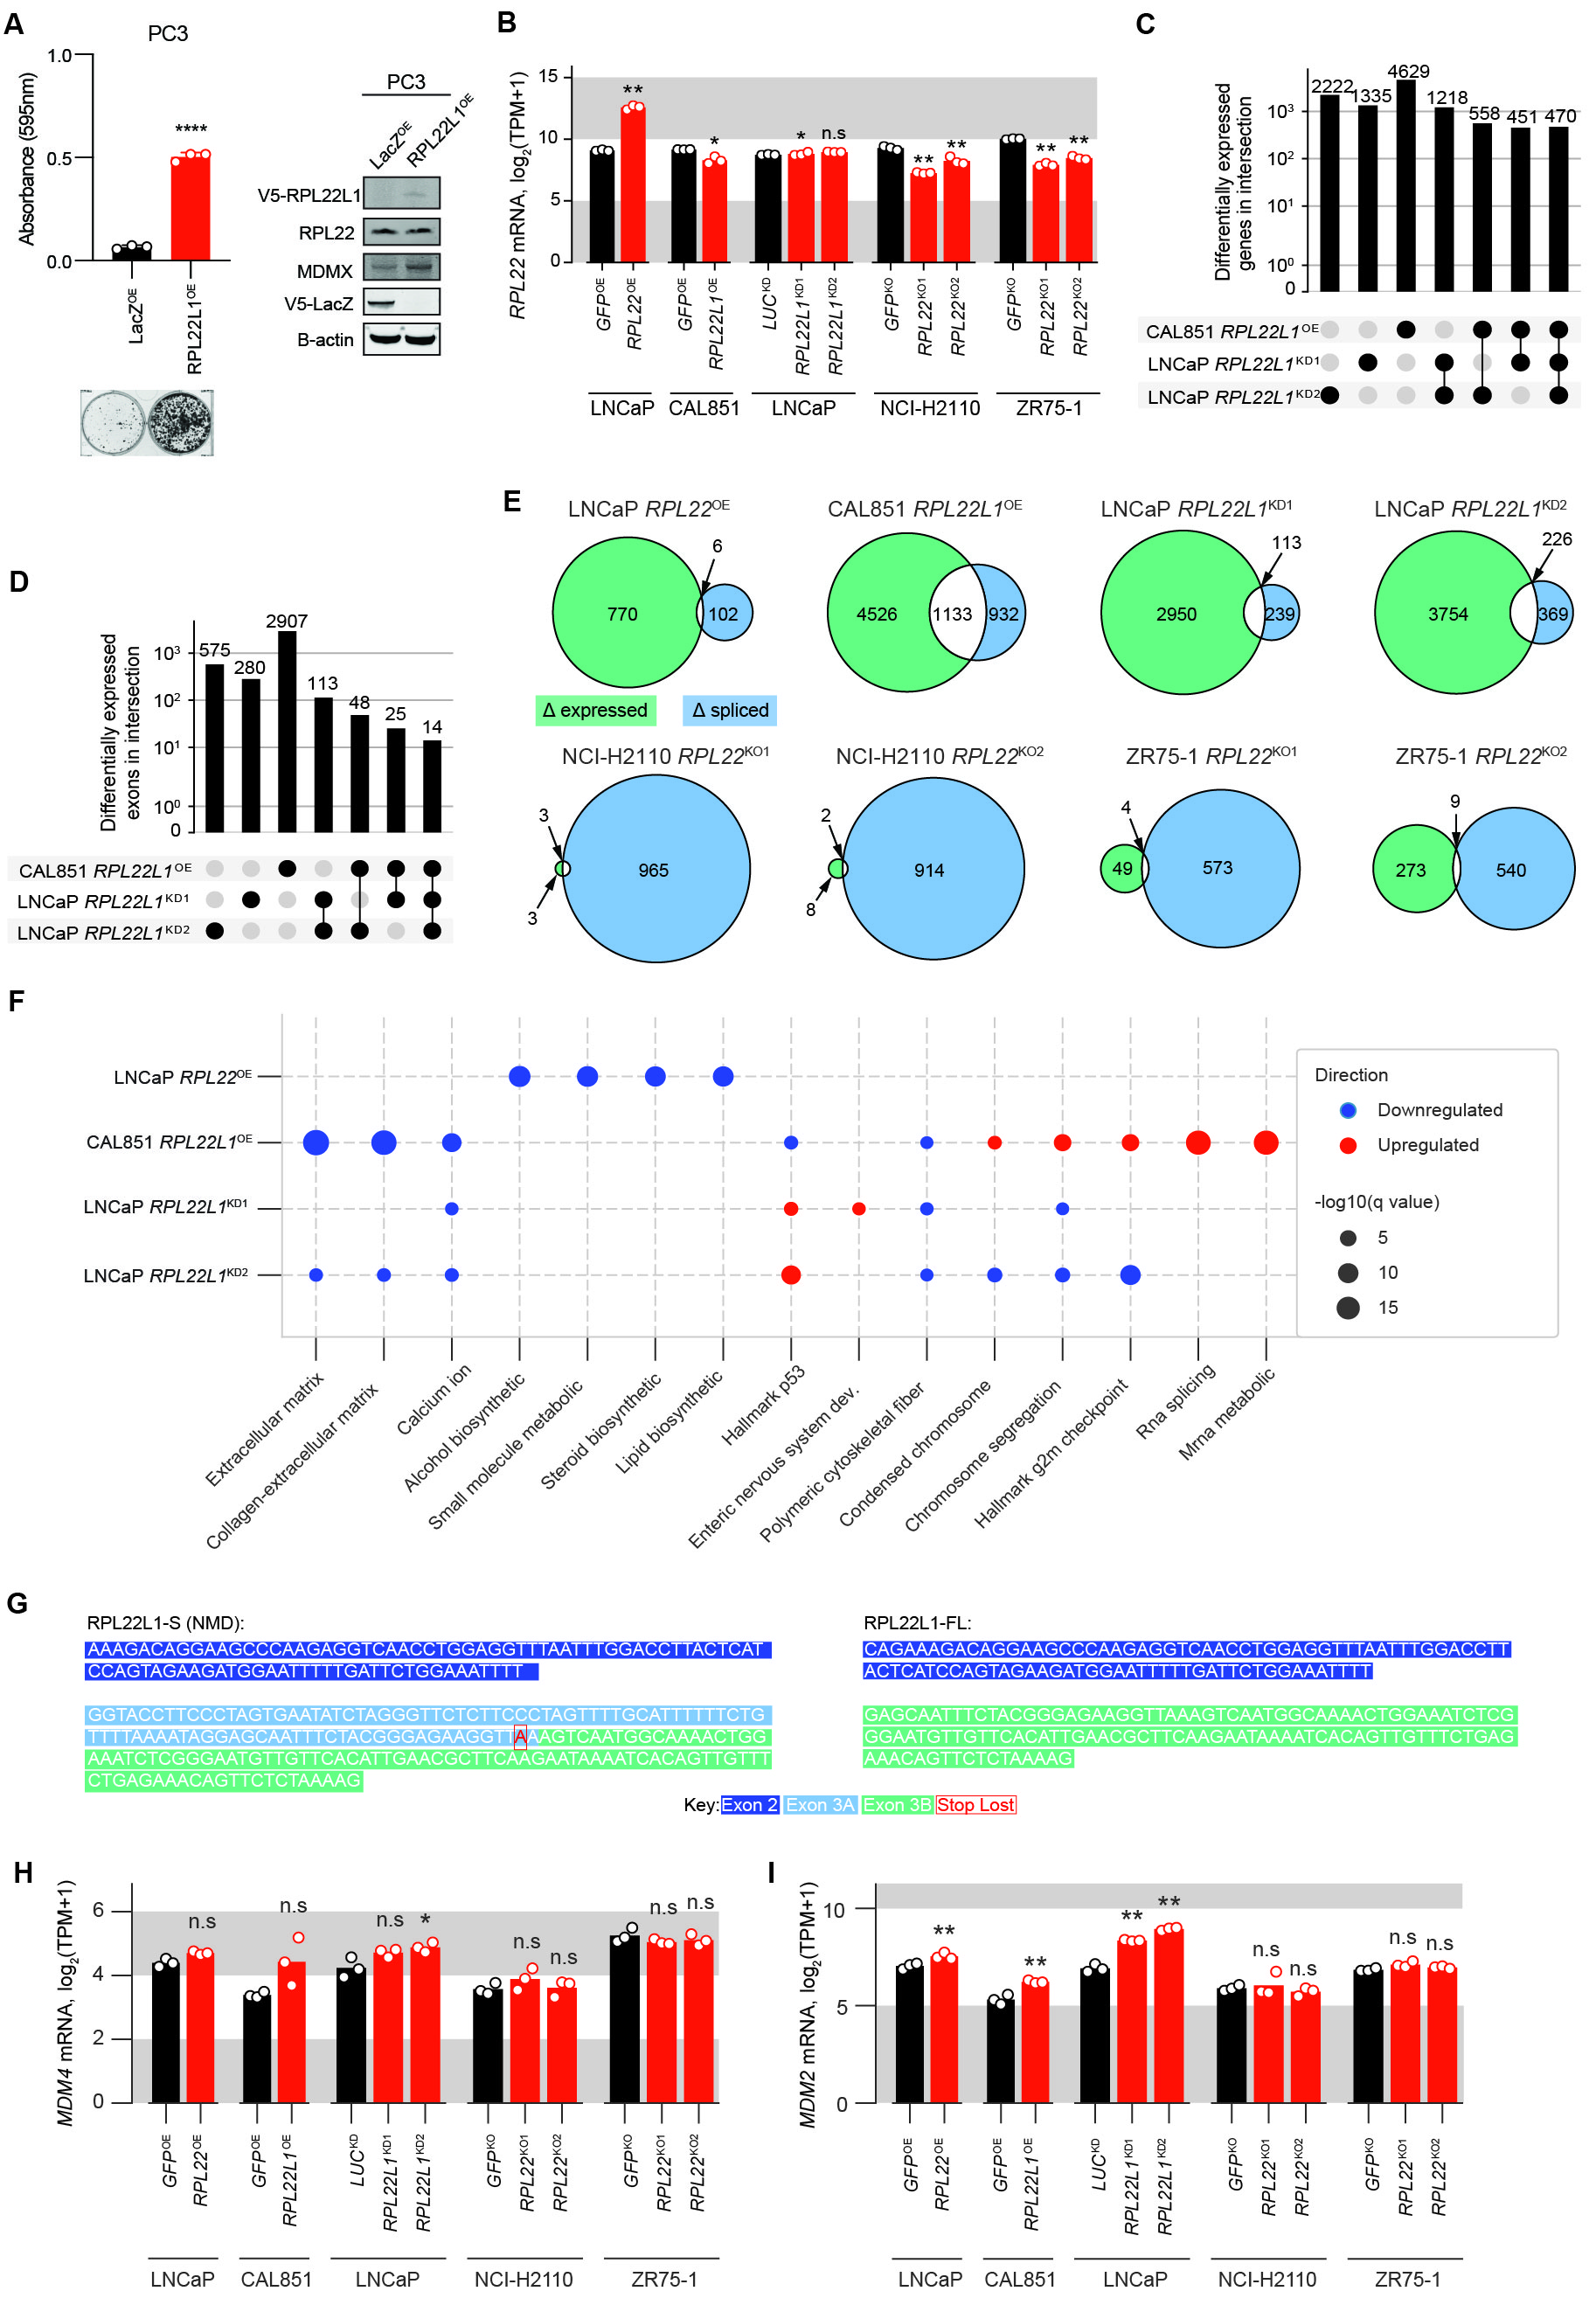 A
PC3
Absorbance (595nm)
1.0
0.5
0.0
****
LacZOE
RPL22L1OE
PC3
LacZOE
RPL22L1OE
V5-RPL22L1
RPL22
MDMX
V5-LacZ
B-actin
B
RPL22 mRNA, log2(TPM+1)
15
10
5
0
** * * n.s ** ** ** **
GFPOE RPL22OE GFPOE RPL22L1OE LUCKD RPL22L1KD1 RPL22L1KD2 GFPKO RPL22KO1 RPL22KO2 GFPKO RPL22KO1 RPL22KO2
LNCaP CAL851 LNCaP NCI-H2110 ZR75-1
C
Differentially expressed
genes in intersection
103
102
101
100
0
2222 1335 4629 1218 558 451 470
CAL851 RPL22L1OE
LNCaP RPL22L1KD1
LNCaP RPL22L1KD2
D
Differentially expressed
exons in intersection
103
102
101
100
0
575 280 2907 113 48 25 14
CAL851 RPL22L1OE
LNCaP RPL22L1KD1
LNCaP RPL22L1KD2
E
LNCaP RPL22OE
770 6 102
CAL851 RPL22L1OE
4526 1133 932
LNCaP RPL22L1KD1
2950 113 239
LNCaP RPL22L1KD2
3754 226 369
Δ expressed Δ spliced
NCI-H2110 RPL22KO1
3 3 965
NCI-H2110 RPL22KO2
2 8 914
ZR75-1 RPL22KO1
4 49 573
ZR75-1 RPL22KO2
9 273 540
F
LNCaP RPL22OE
CAL851 RPL22L1OE
LNCaP RPL22L1KD1
LNCaP RPL22L1KD2
Direction
Downregulated
Upregulated
-log10(q value)
5
10
15
Extracellular matrix
Collagen-extracellular matrix
Calcium ion
Alcohol biosynthetic
Small molecule metabolic
Steroid biosynthetic
Lipid biosynthetic
Hallmark p53
Enteric nervous system dev.
Polymeric cytoskeletal fiber
Condensed chromosome
Chromosome segregation
Hallmark g2m checkpoint
Rna splicing
Mrna metabolic
G
RPL22L1-S (NMD):
AAAGACAGGAAGCCCAAGAGGTCAACCTGGAGGTTTAATTTGGACCTTACTCAT
CCAGTAGAAGATGGAATTTTTGATTCTGGAAATTTT
GGTACCTTCCCTAGTGAATATCTAGGGTTCTCTTCCCTAGTTTTGCATTTTTTCTG
TTTTAAAATAGGAGCAATTTCTACGGGAGAAGGTTAAAGTCAATGGCAAAACTGG
AAATCTCGGGAATGTTGTTCACATTGAACGCTTCAAGAATAAAATCACAGTTGTTT
CTGAGAAACAGTTCTCTAAAAG
RPL22L1-FL:
CAGAAAGACAGGAAGCCCAAGAGGTCAACCTGGAGGTTTAATTTGGACCTT
ACTCATCCAGTAGAAGATGGAATTTTTGATTCTGGAAATTTT
GAGCAATTTCTACGGGAGAAGGTTAAAGTCAATGGCAAAACTGGAAATCTCG
GGAATGTTGTTCACATTGAACGCTTCAAGAATAAAATCACAGTTGTTTCTGAG
AAACAGTTCTCTAAAAG
Key: Exon 2 Exon 3A Exon 3B Stop Lost
H
MDM4 mRNA, log2(TPM+1)
6
4
2
0
n.s n.s n.s * n.s n.s n.s n.s
GFPOE RPL22OE GFPOE RPL22L1OE LUCKD RPL22L1KD1 RPL22L1KD2 GFPKO RPL22KO1 RPL22KO2 GFPKO RPL22KO1 RPL22KO2
LNCaP CAL851 LNCaP NCI-H2110 ZR75-1
I
MDM2 mRNA, log2(TPM+1)
10
5
0
** ** ** ** n.s n.s n.s n.s
GFPOE RPL22OE GFPOE RPL22L1OE LUCKD RPL22L1KD1 RPL22L1KD2 GFPKO RPL22KO1 RPL22KO2 GFPKO RPL22KO1 RPL22KO2
LNCaP CAL851 LNCaP NCI-H2110 ZR75-1